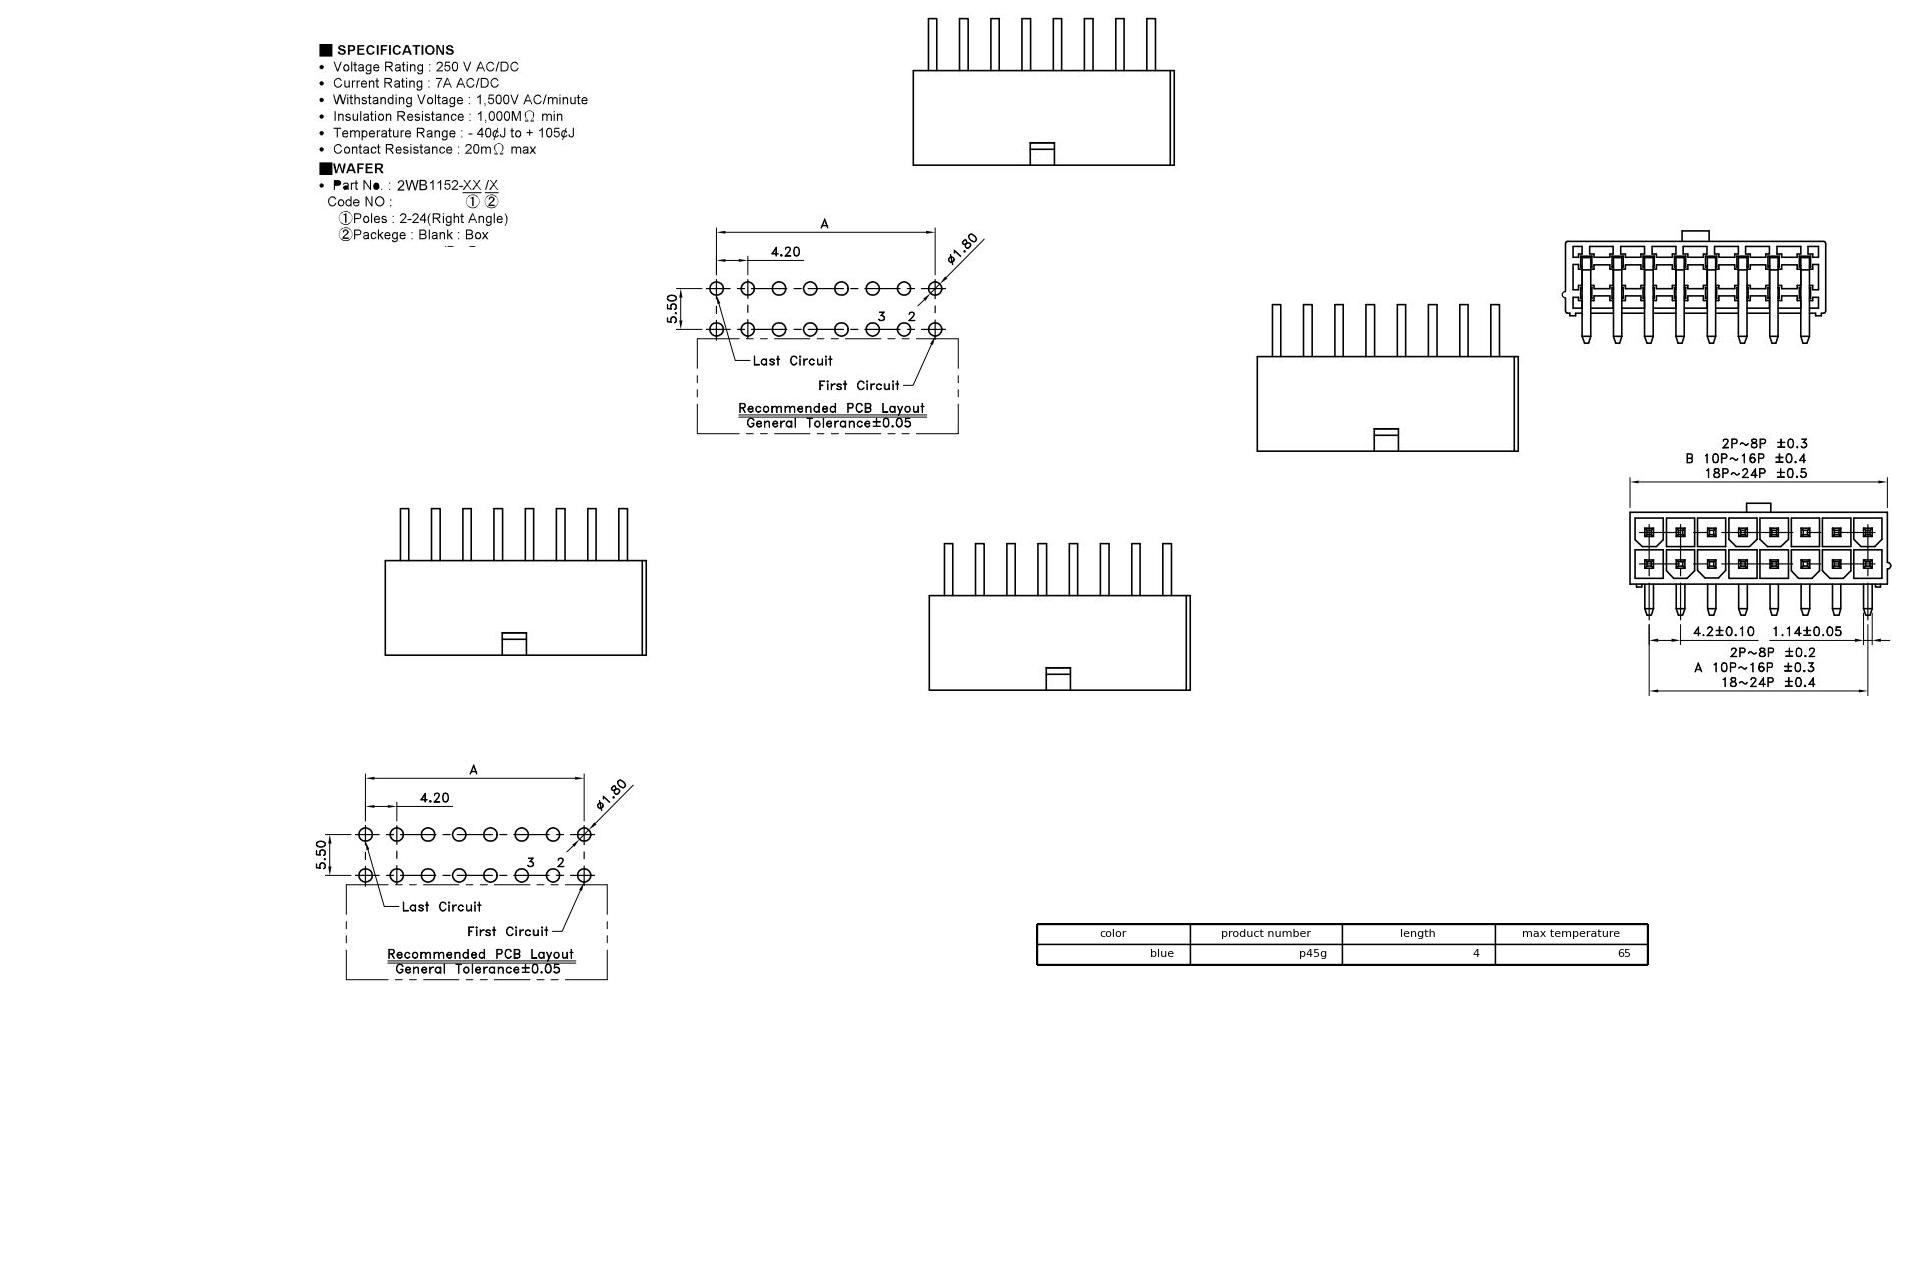 ■ SPECIFICATIONS
• Voltage Rating : 250 V AC/DC
• Current Rating : 7A AC/DC
• Withstanding Voltage : 1,500V AC/minute
• Insulation Resistance : 1,000MΩ min
• Temperature Range : - 40¢J to + 105¢J
• Contact Resistance : 20mΩ max
■WAFER
• Part No. : 2WB1152-XX /X
Code NO : ① ②
①Poles : 2-24(Right Angle)
②Packege : Blank : Box
A
4.20
ø1.80
5.50
3 2
Last Circuit
First Circuit
Recommended PCB Layout
General Tolerance±0.05
2P~8P ±0.3
B 10P~16P ±0.4
18P~24P ±0.5
4.2±0.10 1.14±0.05
2P~8P ±0.2
A 10P~16P ±0.3
18~24P ±0.4
A
4.20
ø1.80
5.50
3 2
Last Circuit
First Circuit
Recommended PCB Layout
General Tolerance±0.05
color product number length max temperature
blue p45g 4 65